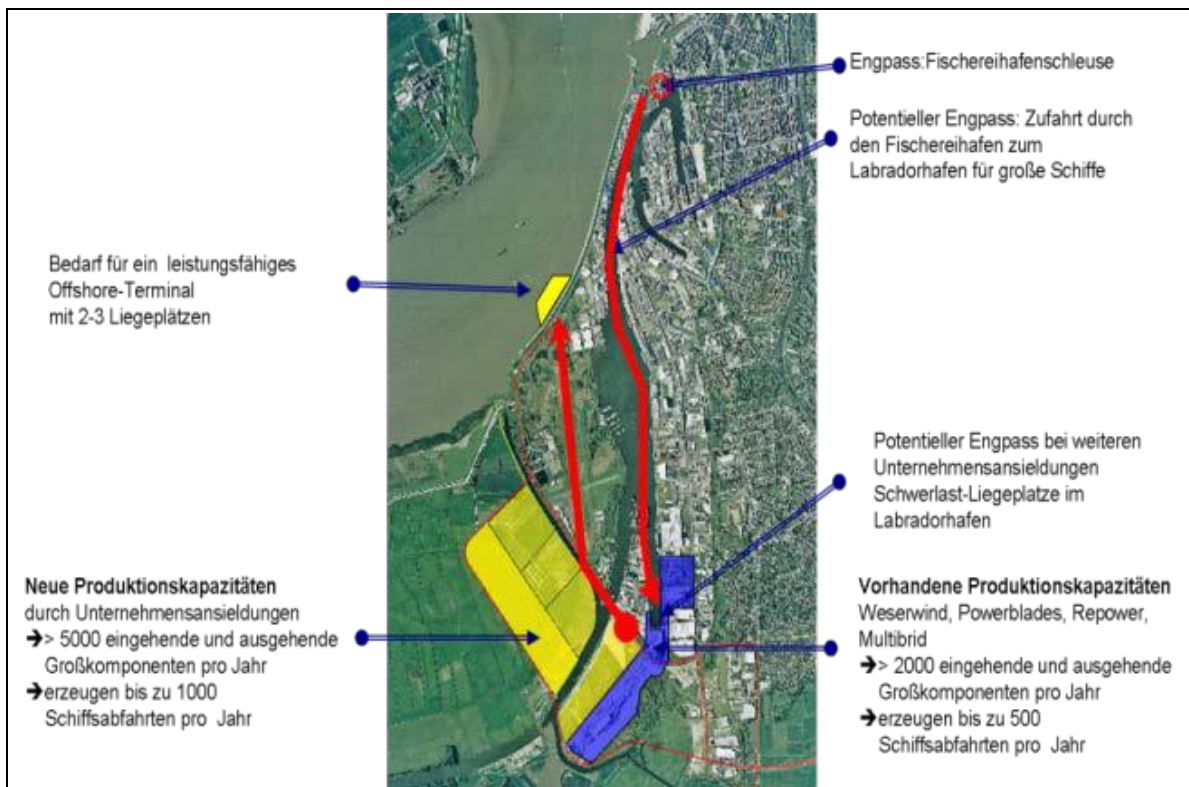 Engpass:Fischereihafenschleuse
Potentieller Engpass: Zufahrt durch
den Fischereihafen zum
Labradorhafen für große Schiffe
Bedarf für ein leistungsfähiges
Offshore-Terminal
mit 2-3 Liegeplätzen
Potentieller Engpass bei weiteren
Unternehmensansieldungen
Schwerlast-Liegeplatze im
Labradorhafen
Neue Produktionskapazitäten
durch Unternehmensansieldungen
➔> 5000 eingehende und ausgehende
Großkomponenten pro Jahr
➔erzeugen bis zu 1000
Schiffsabfahrten pro Jahr
Vorhandene Produktionskapazitäten
Weserwind, Powerblades, Repower,
Multibrid
➔> 2000 eingehende und ausgehende
Großkomponenten pro Jahr
➔erzeugen bis zu 500
Schiffsabfahrten pro Jahr